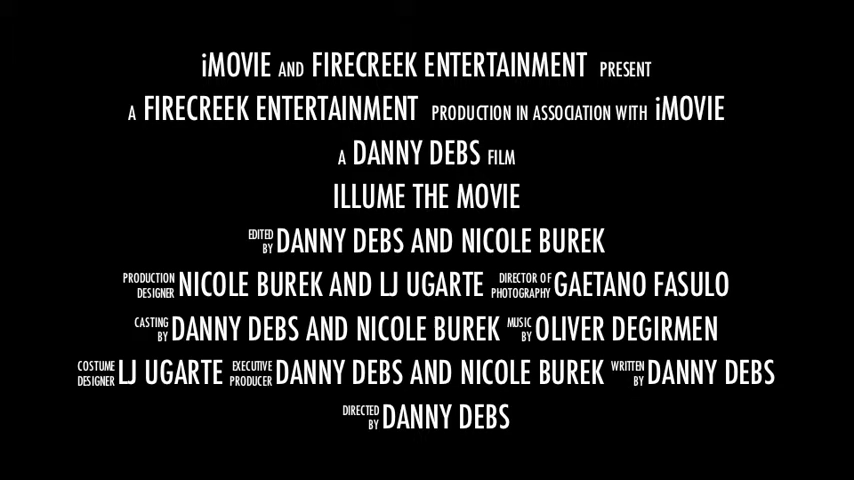 iMOVIE AND FIRECREEK ENTERTAINMENT PRESENT
A FIRECREEK ENTERTAINMENT PRODUCTION IN ASSOCIATION WITH iMOVIE
A DANNY DEBS FILM
ILLUME THE MOVIE
EDITED BY DANNY DEBS AND NICOLE BUREK
PRODUCTION DESIGNER NICOLE BUREK AND LJ UGARTE DIRECTOR OF PHOTOGRAPHY GAETANO FASULO
CASTING BY DANNY DEBS AND NICOLE BUREK MUSIC BY OLIVER DEGIRMEN
COSTUME DESIGNER LJ UGARTE EXECUTIVE PRODUCER DANNY DEBS AND NICOLE BUREK WRITTEN BY DANNY DEBS
DIRECTED BY DANNY DEBS